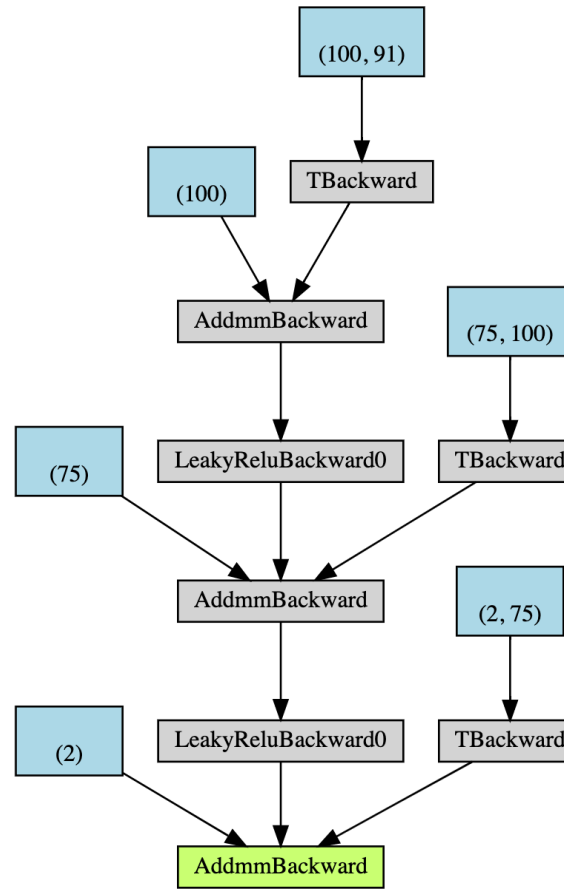 (100, 91)
(100)
TBackward
AddmmBackward
(75, 100)
(75)
LeakyReluBackward0
TBackward
AddmmBackward
(2, 75)
(2)
LeakyReluBackward0
TBackward
AddmmBackward